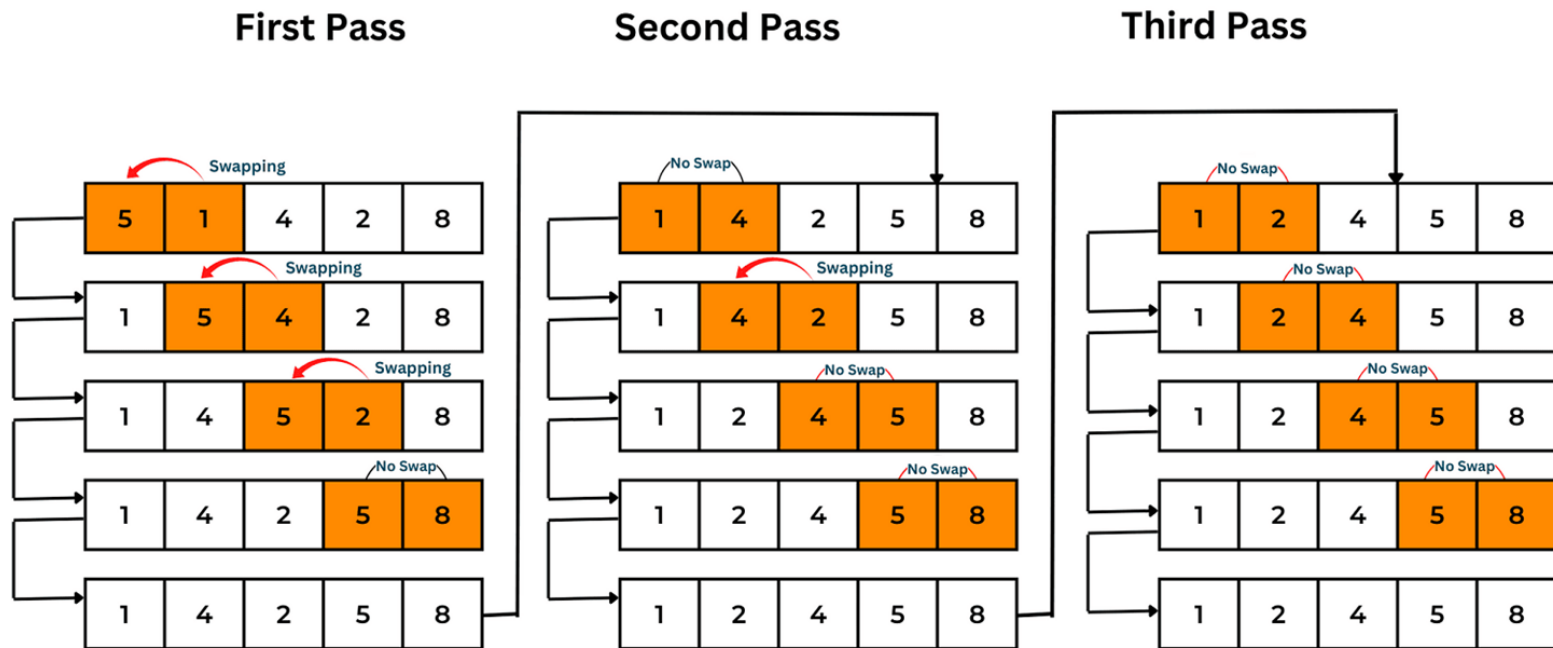 First Pass
Second Pass
Third Pass
Swapping
5 1 4 2 8
Swapping
1 5 4 2 8
Swapping
1 4 5 2 8
No Swap
1 4 2 5 8
1 4 2 5 8
No Swap
1 4 2 5 8
Swapping
1 4 2 5 8
No Swap
1 2 4 5 8
No Swap
1 2 4 5 8
1 2 4 5 8
No Swap
1 2 4 5 8
No Swap
1 2 4 5 8
No Swap
1 2 4 5 8
No Swap
1 2 4 5 8
1 2 4 5 8